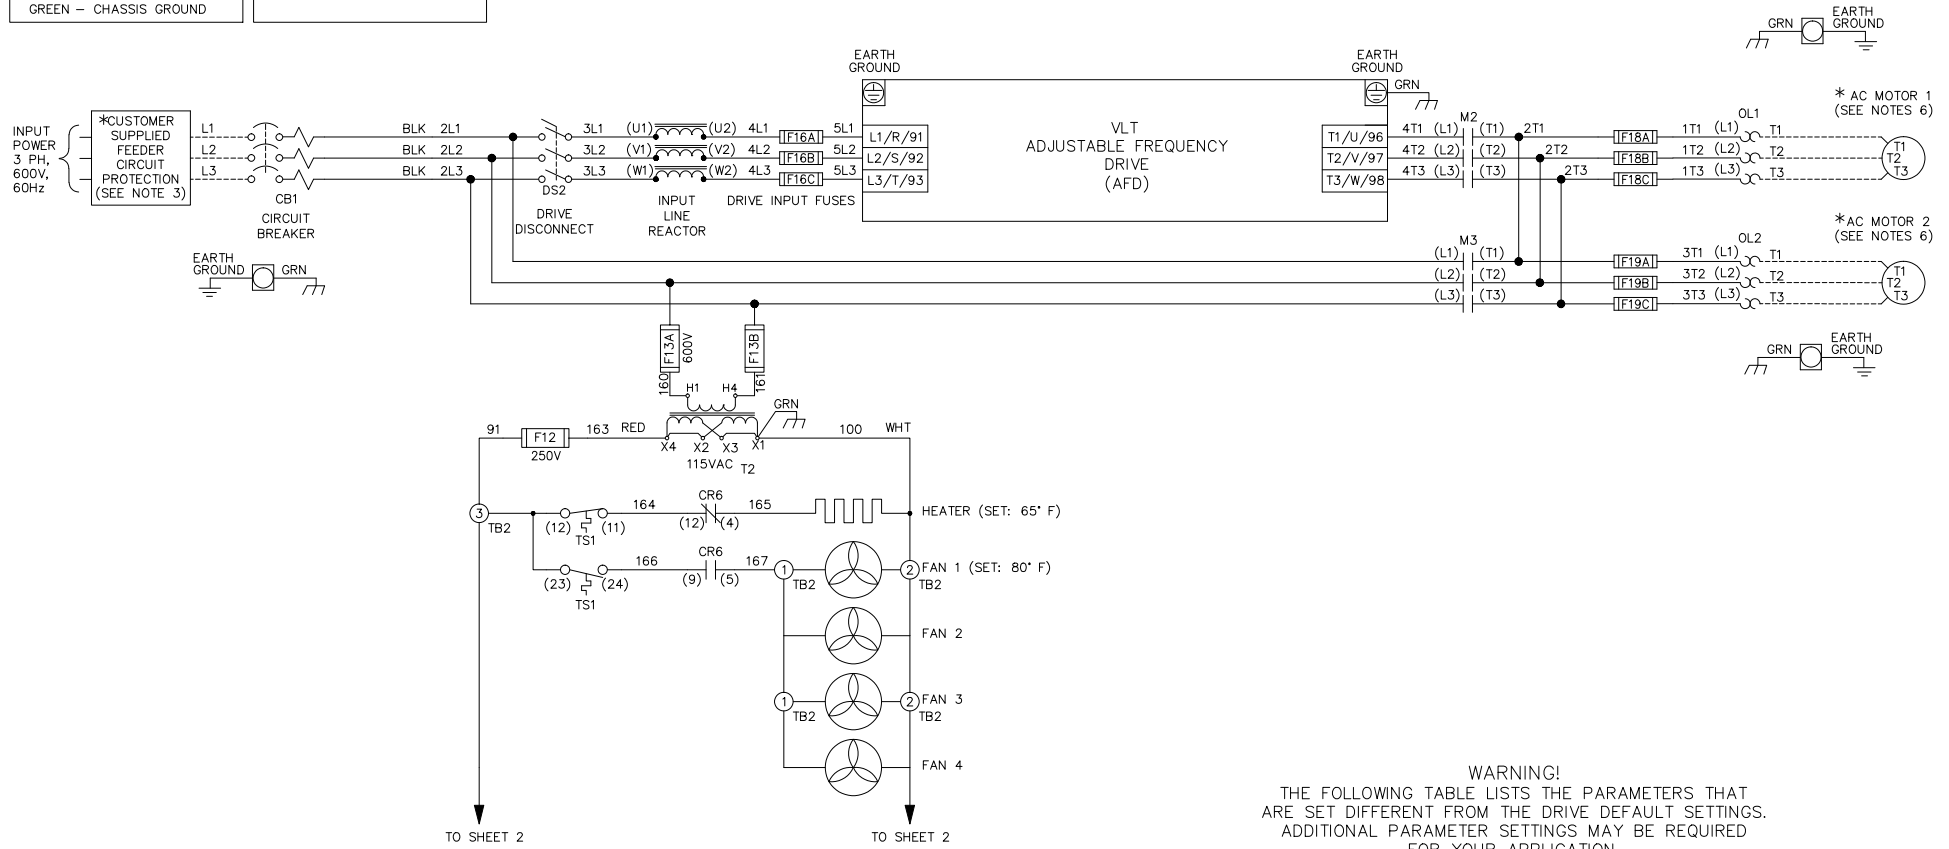 GREEN — CHASSIS GROUND
EARTH
GROUND
GRN
EARTH
GROUND
EARTH
GROUND
GRN
* AC MOTOR 1
(SEE NOTES 6)
INPUT
POWER
3 PH,
600V,
60Hz
*CUSTOMER
SUPPLIED
FEEDER
CIRCUIT
PROTECTION
(SEE NOTE 3)
L1
L2
L3
CB1
CIRCUIT
BREAKER
BLK 2L1
BLK 2L2
BLK 2L3
DS2
DRIVE
DISCONNECT
3L1 (U1) (U2) 4L1 F16A 5L1
3L2 (V1) (V2) 4L2 F16B 5L2
3L3 (W1) (W2) 4L3 F16C 5L3
INPUT
LINE
REACTOR
DRIVE INPUT FUSES
L1/R/91
L2/S/92
L3/T/93
VLT
ADJUSTABLE FREQUENCY
DRIVE
(AFD)
T1/U/96
T2/V/97
T3/W/98
M2
4T1 (L1) (T1) 2T1
4T2 (L2) (T2) 2T2
4T3 (L3) (T3) 2T3
OL1
F18A 1T1 (L1) T1
F18B 1T2 (L2) T2
F18C 1T3 (L3) T3
T1
T2
T3
*AC MOTOR 2
(SEE NOTES 6)
M3
(L1) (T1)
(L2) (T2)
(L3) (T3)
OL2
F19A 3T1 (L1) T1
F19B 3T2 (L2) T2
F19C 3T3 (L3) T3
T1
T2
T3
EARTH
GROUND
GRN
GRN
EARTH
GROUND
F13A
600V
F13B
160
161
H1 H4
GRN
91 F12 163 RED
250V
X4 X2 X3 X1
100 WHT
115VAC T2
3
TB2
(12) (11)
TS1
164
CR6
(12) (4)
165
HEATER (SET: 65° F)
(23) (24)
TS1
166
CR6
(9) (5)
167
1
TB2
2
TB2
FAN 1 (SET: 80° F)
FAN 2
1
TB2
2
TB2
FAN 3
FAN 4
TO SHEET 2
TO SHEET 2
WARNING!
THE FOLLOWING TABLE LISTS THE PARAMETERS THAT
ARE SET DIFFERENT FROM THE DRIVE DEFAULT SETTINGS.
ADDITIONAL PARAMETER SETTINGS MAY BE REQUIRED
FOR YOUR APPLICATION